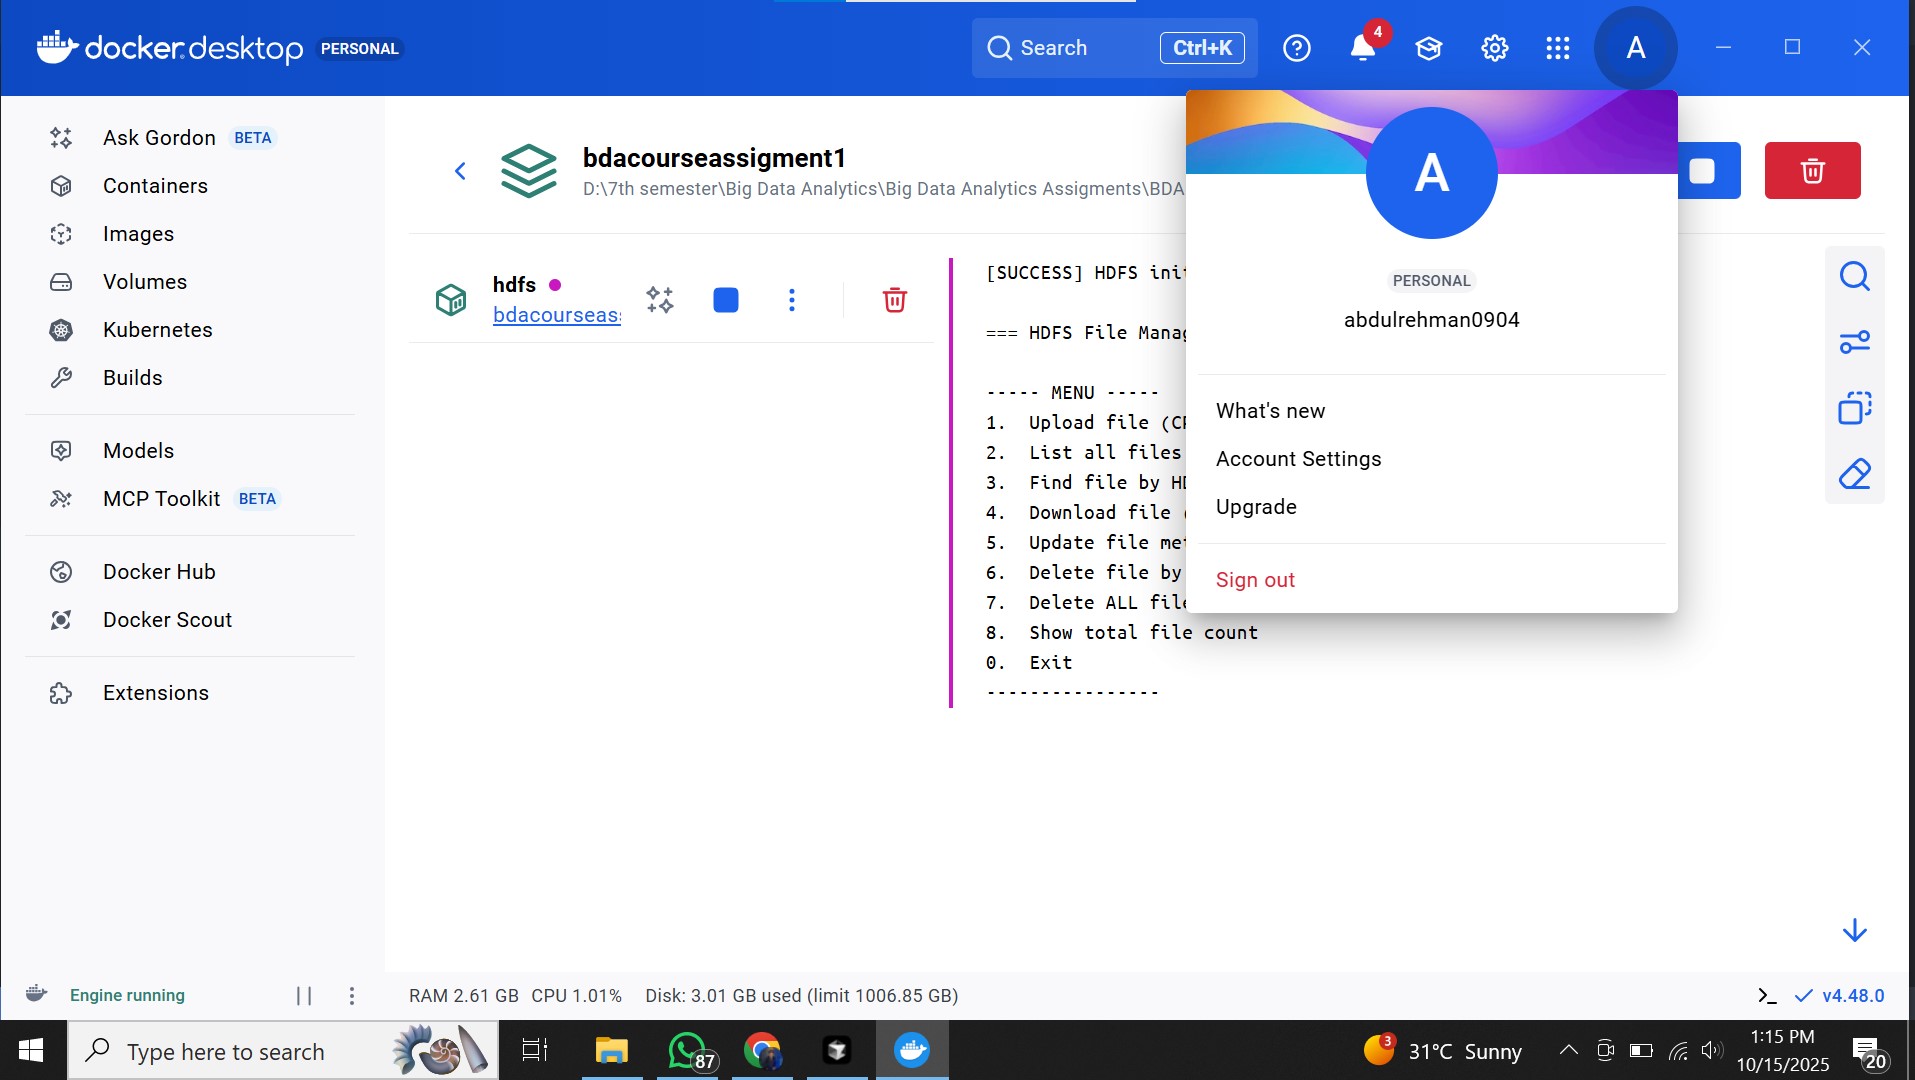 docker.desktop PERSONAL
Search Ctrl+K
4
A
Ask Gordon BETA
Containers
Images
Volumes
Kubernetes
Builds
Models
MCP Toolkit BETA
Docker Hub
Docker Scout
Extensions
bdacourseassigment1
D:\7th semester\Big Data Analytics\Big Data Analytics Assigments\BDA
hdfs
bdacourseas
[SUCCESS] HDFS ini
=== HDFS File Manag
----- MENU -----
1. Upload file (C
2. List all files
3. Find file by H
4. Download file (
5. Update file me
6. Delete file by
7. Delete ALL file
8. Show total file count
0. Exit
---------------
A
PERSONAL
abdulrehman0904
What's new
Account Settings
Upgrade
Sign out
Engine running
RAM 2.61 GB CPU 1.01% Disk: 3.01 GB used (limit 1006.85 GB)
v4.48.0
Type here to search
87
3
31°C Sunny
1:15 PM
10/15/2025
20